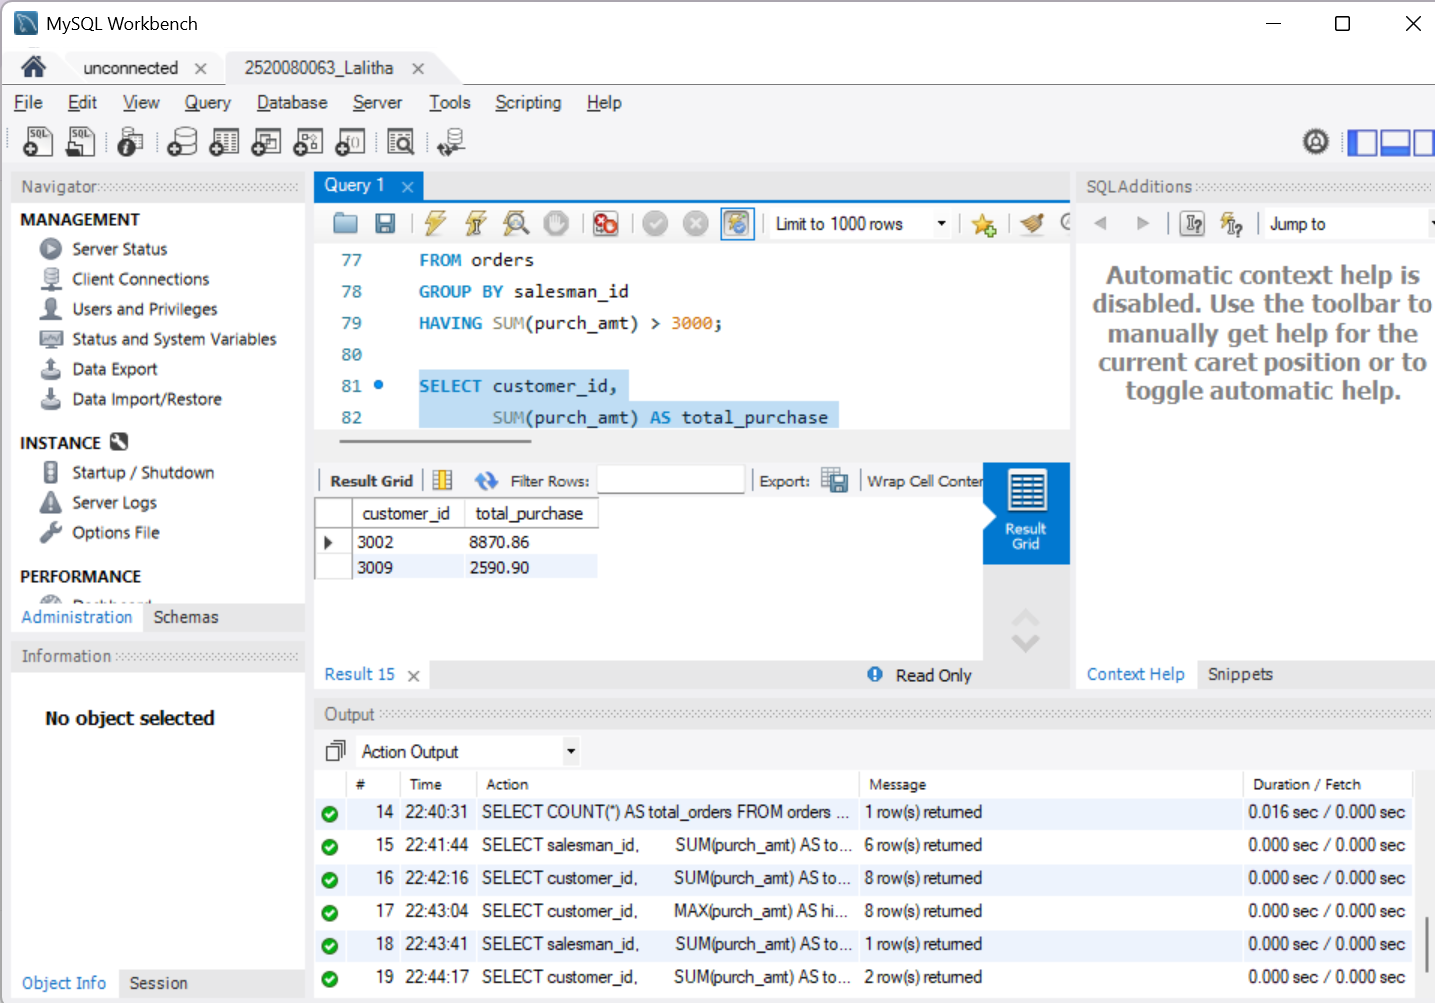 MySQL Workbench
unconnected
2520080063_Lalitha
File Edit View Query Database Server Tools Scripting Help
Navigator
MANAGEMENT
Server Status
Client Connections
Users and Privileges
Status and System Variables
Data Export
Data Import/Restore
INSTANCE
Startup / Shutdown
Server Logs
Options File
PERFORMANCE
Administration Schemas
Information
No object selected
Object Info Session
Query 1
Limit to 1000 rows
77 FROM orders
78 GROUP BY salesman_id
79 HAVING SUM(purch_amt) > 3000;
80
81 SELECT customer_id,
82 SUM(purch_amt) AS total_purchase
Result Grid Filter Rows: Export: Wrap Cell Conter
customer_id total_purchase
3002 8870.86
3009 2590.90
Result Grid
Result 15
Read Only
SQLAdditions
Jump to
Automatic context help is
disabled. Use the toolbar to
manually get help for the
current caret position or to
toggle automatic help.
Context Help Snippets
Output
Action Output
# Time Action Message Duration / Fetch
14 22:40:31 SELECT COUNT(*) AS total_orders FROM orders ... 1 row(s) returned 0.016 sec / 0.000 sec
15 22:41:44 SELECT salesman_id, SUM(purch_amt) AS to... 6 row(s) returned 0.000 sec / 0.000 sec
16 22:42:16 SELECT customer_id, SUM(purch_amt) AS to... 8 row(s) returned 0.000 sec / 0.000 sec
17 22:43:04 SELECT customer_id, MAX(purch_amt) AS hi... 8 row(s) returned 0.000 sec / 0.000 sec
18 22:43:41 SELECT salesman_id, SUM(purch_amt) AS to... 1 row(s) returned 0.000 sec / 0.000 sec
19 22:44:17 SELECT customer_id, SUM(purch_amt) AS to... 2 row(s) returned 0.000 sec / 0.000 sec